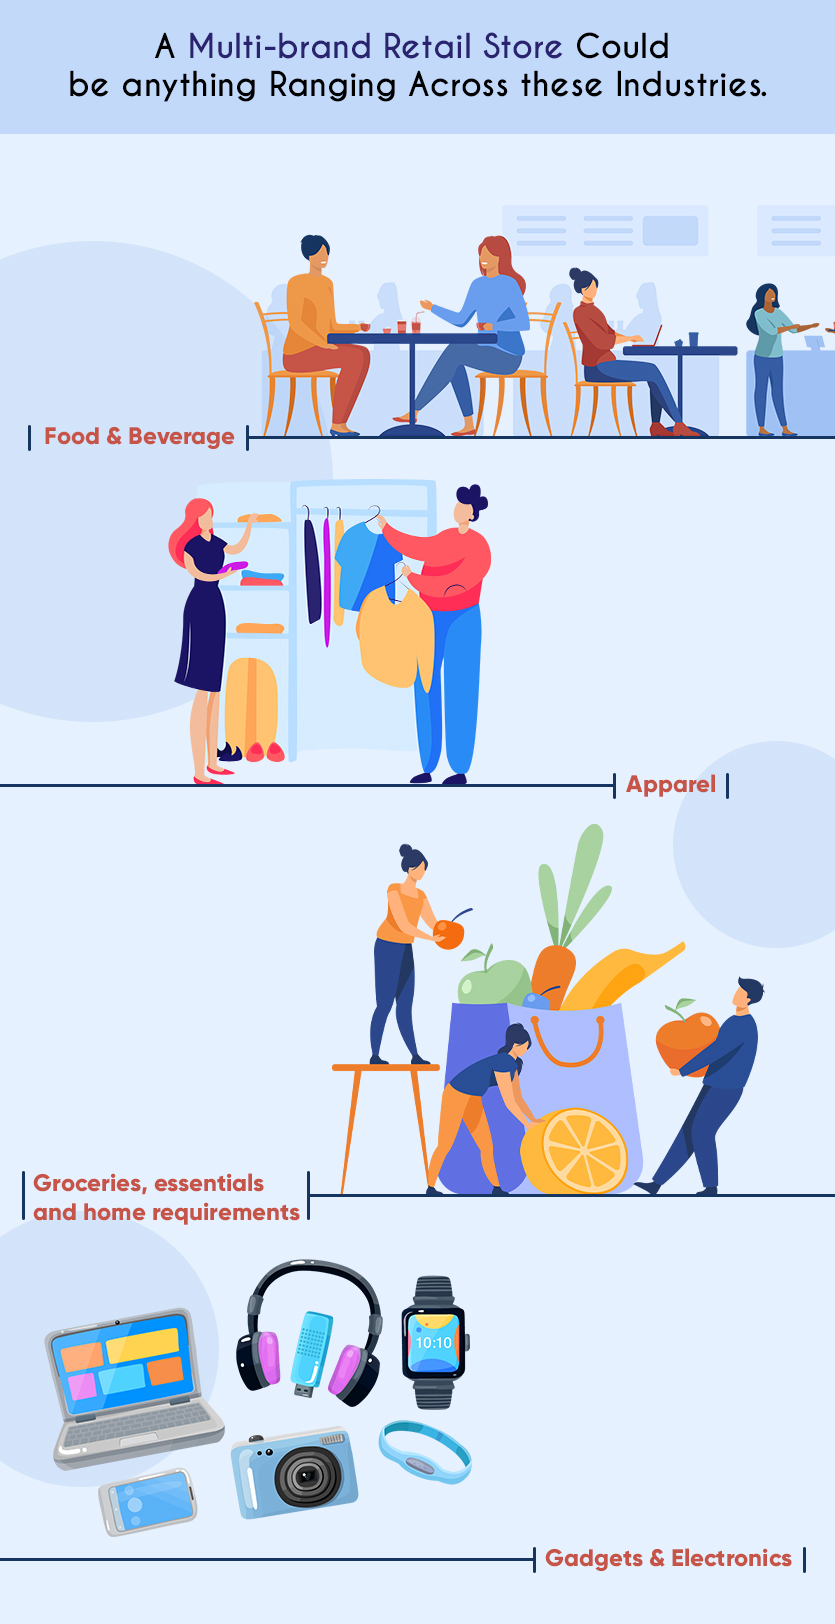 A Multi-brand Retail Store Could
be anything Ranging Across these Industries.
Food & Beverage
Apparel
Groceries, essentials
and home requirements
10:10
Gadgets & Electronics